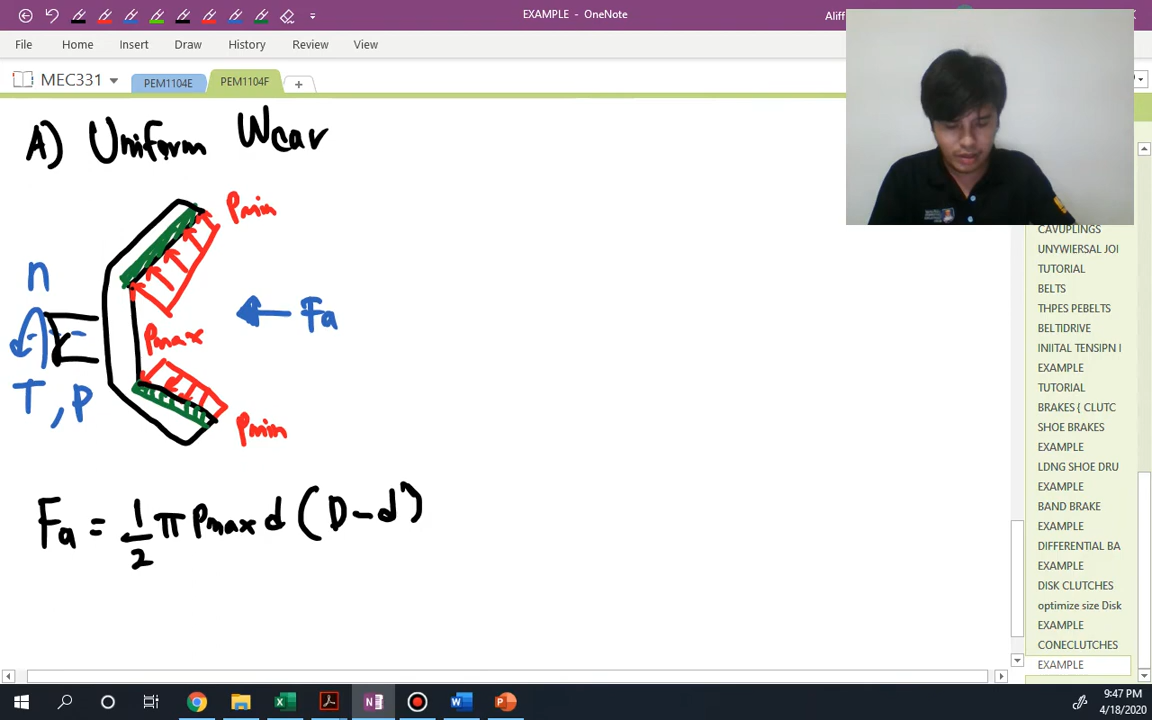 EXAMPLE - OneNote
Aliff
File Home Insert Draw History Review View
MEC331 PEM1104E PEM1104F
A) Uniform Wear
Pmin
n
Fa
Pmax
T, P
Pmin
Fa = 1/2 π Pmax d (D - d)
CAVUPLINGS
UNYWIERSAL JOI
TUTORIAL
BELTS
THPES PEBELTS
BELTIDRIVE
INIITAL TENSIPN I
EXAMPLE
TUTORIAL
BRAKES { CLUTC
SHOE BRAKES
EXAMPLE
LDNG SHOE DRU
EXAMPLE
BAND BRAKE
EXAMPLE
DIFFERENTIAL BA
EXAMPLE
DISK CLUTCHES
optimize size Disk
EXAMPLE
CONECLUTCHES
EXAMPLE
9:47 PM
4/18/2020